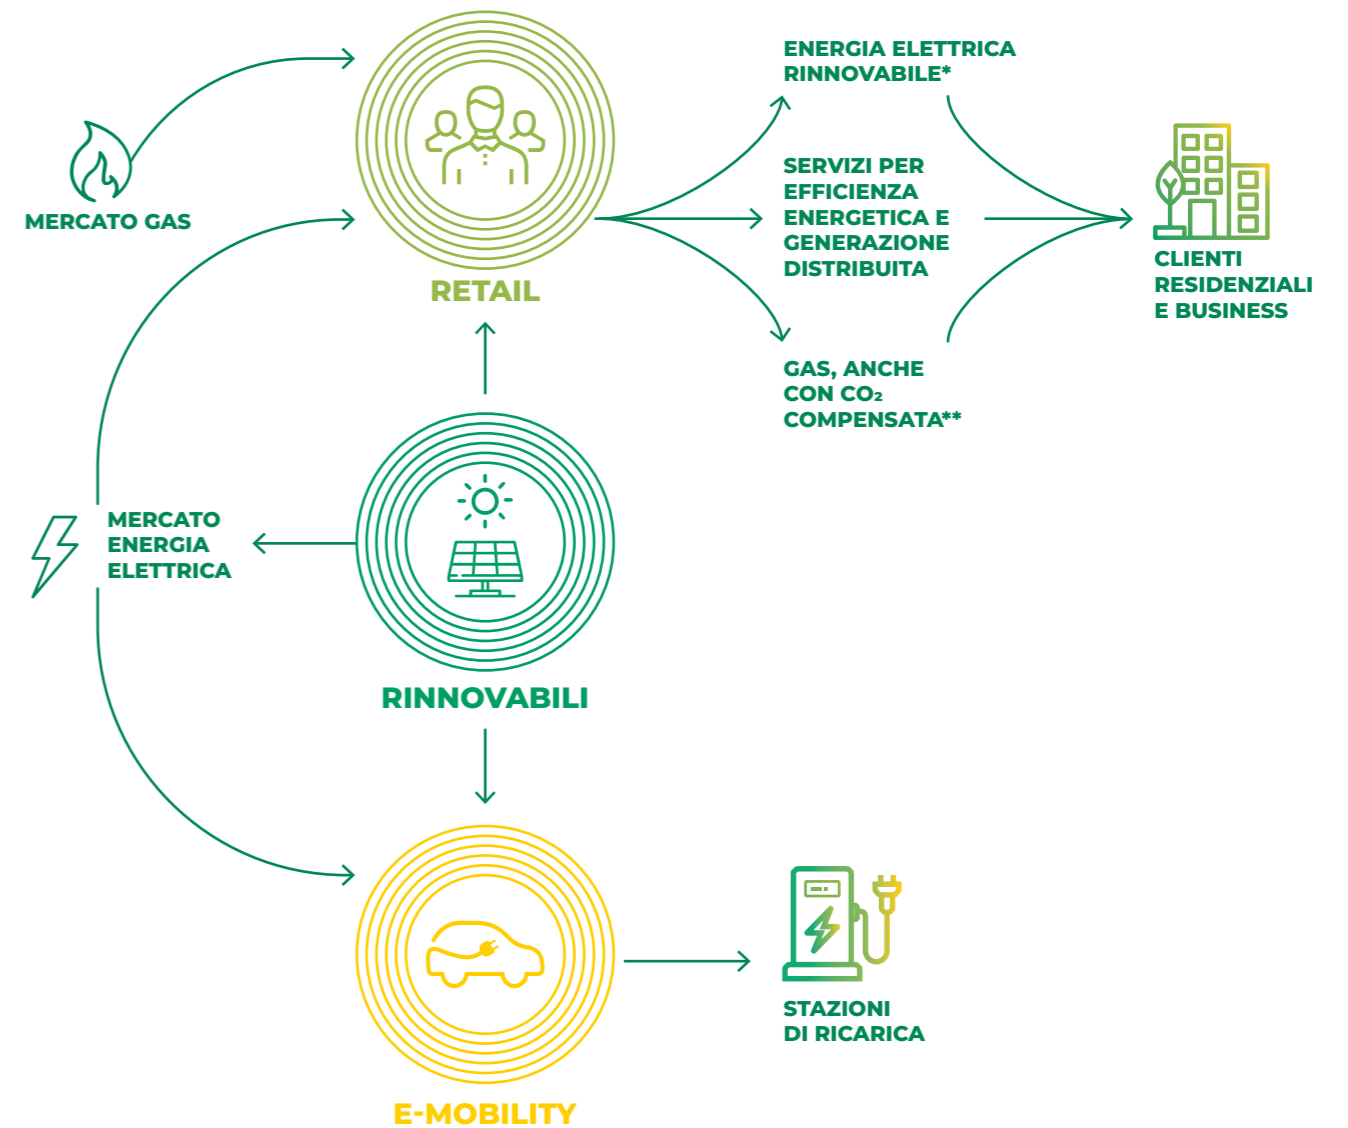 MERCATO GAS
RETAIL
ENERGIA ELETTRICA
RINNOVABILE*
SERVIZI PER
EFFICIENZA
ENERGETICA E
GENERAZIONE
DISTRIBUITA
GAS, ANCHE
CON CO₂
COMPENSATA**
CLIENTI
RESIDENZIALI
E BUSINESS
MERCATO
ENERGIA
ELETTRICA
RINNOVABILI
E-MOBILITY
STAZIONI
DI RICARICA